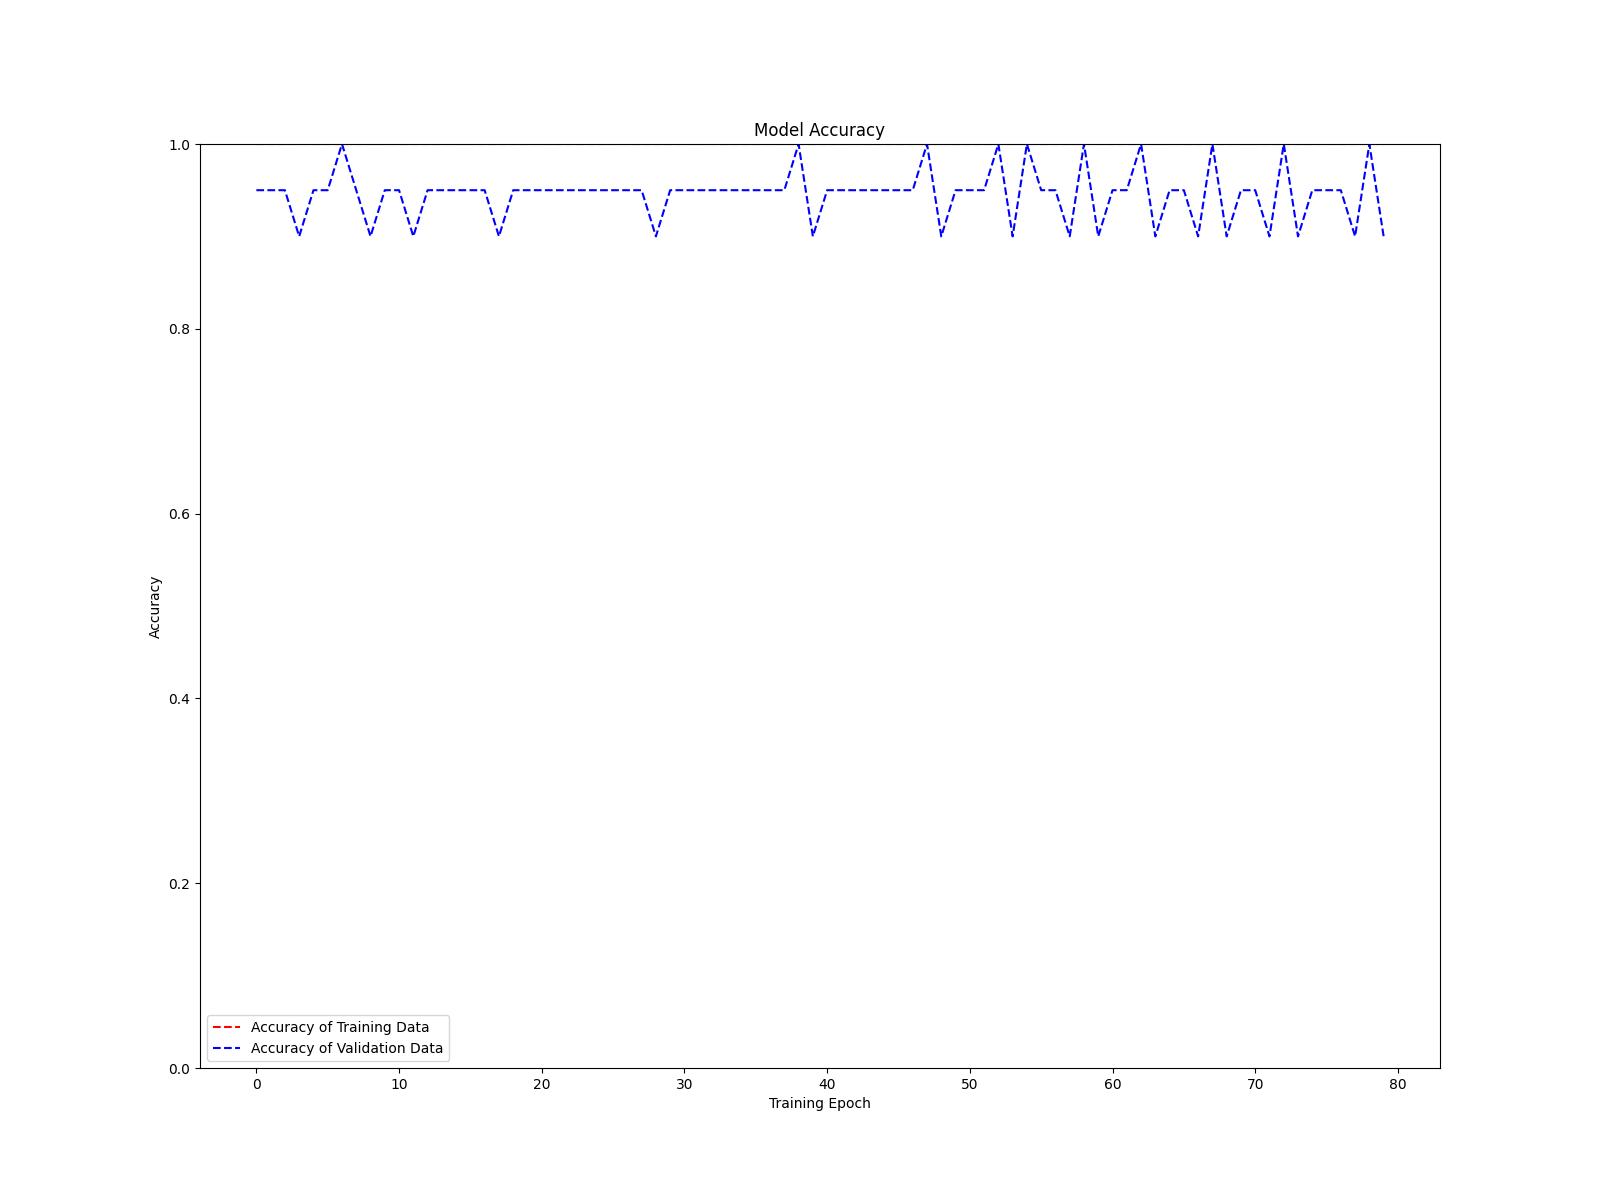 Model Accuracy
1.0
0.8
0.6
0.4
0.2
0.0
Accuracy
Accuracy of Training Data
Accuracy of Validation Data
0 10 20 30 40 50 60 70 80
Training Epoch